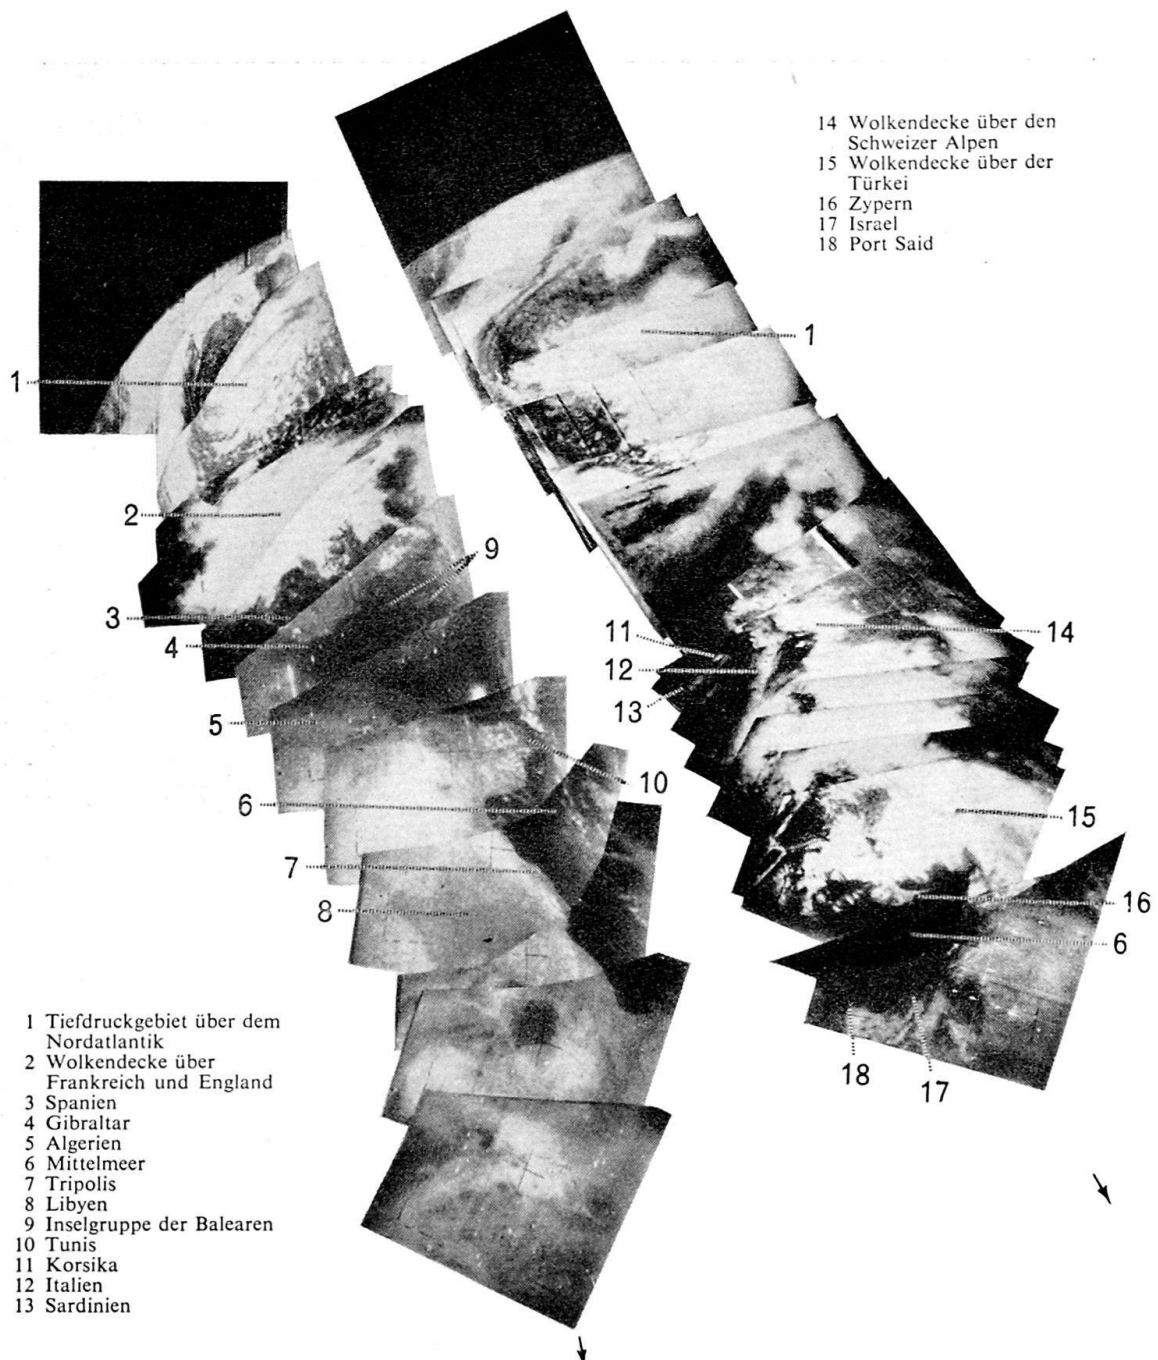 14 Wolkendecke über den
Schweizer Alpen
15 Wolkendecke über der
Türkei
16 Zypern
17 Israel
18 Port Said
1
1
2
9
3
4
11
12
13
14
5
10
6
15
7
8
16
6
18
17
1 Tiefdruckgebiet über dem
Nordatlantik
2 Wolkendecke über
Frankreich und England
3 Spanien
4 Gibraltar
5 Algerien
6 Mittelmeer
7 Tripolis
8 Libyen
9 Inselgruppe der Balearen
10 Tunis
11 Korsika
12 Italien
13 Sardinien